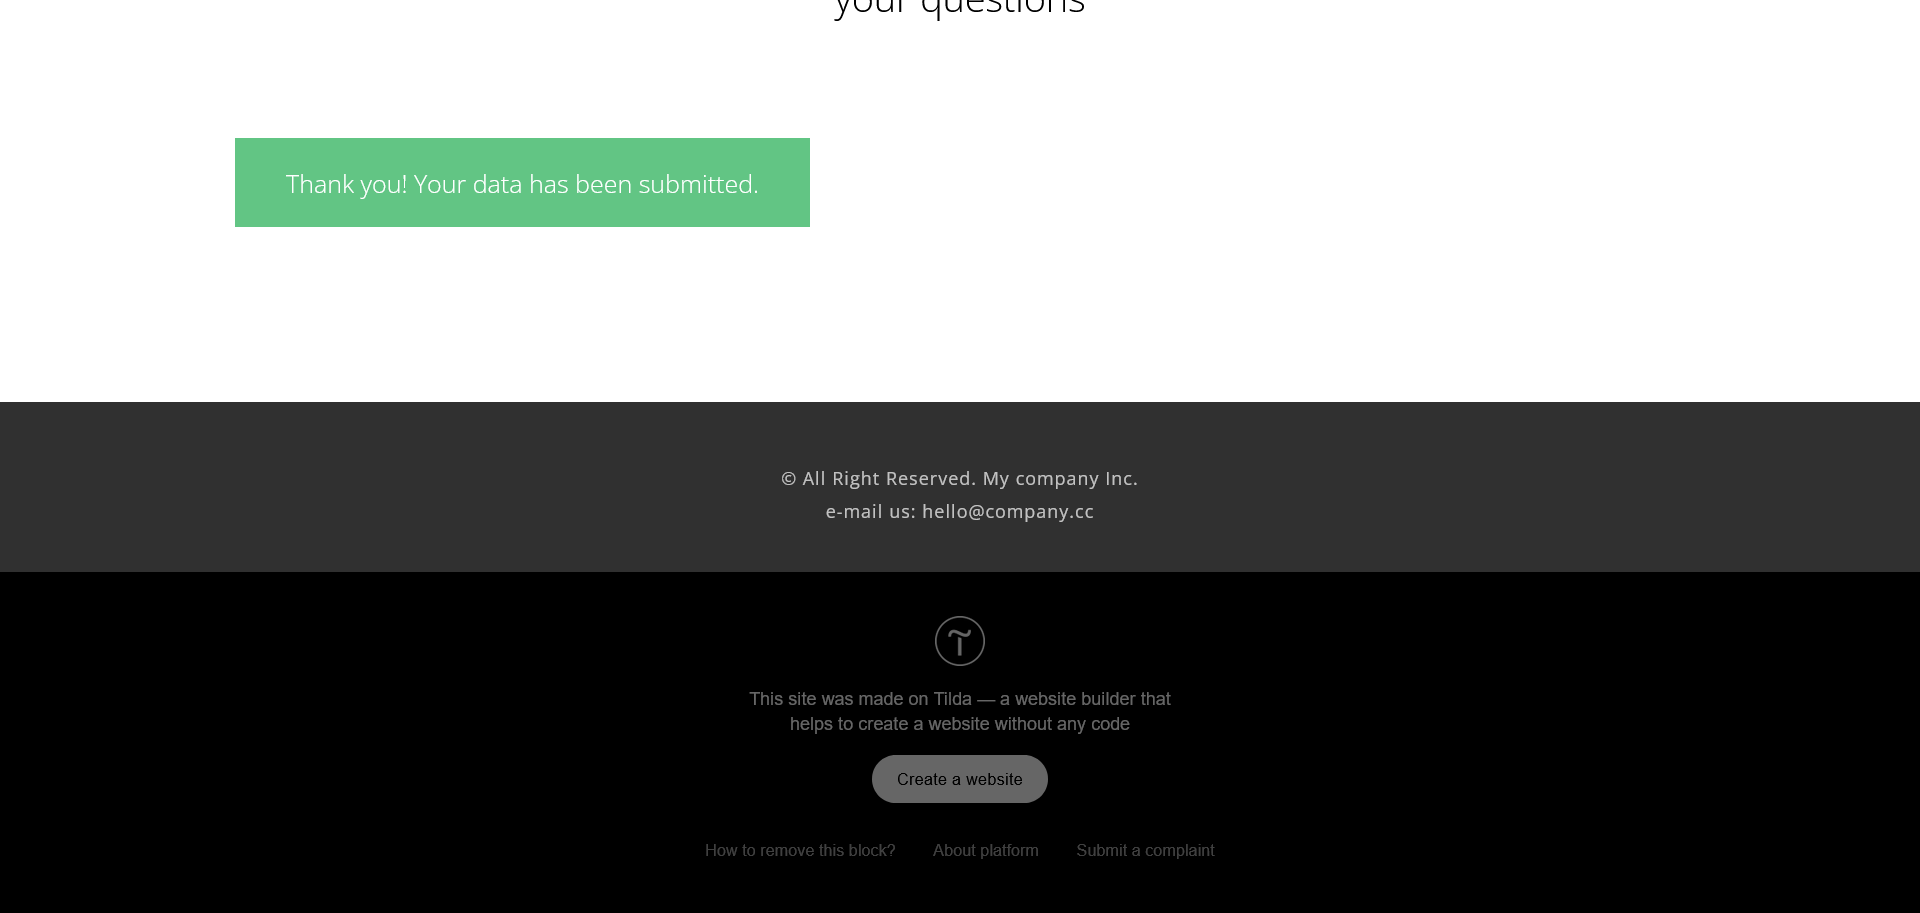 your questions
Thank you! Your data has been submitted.
© All Right Reserved. My company Inc.
e-mail us: hello@company.cc
This site was made on Tilda — a website builder that
helps to create a website without any code
Create a website
How to remove this block? About platform Submit a complaint